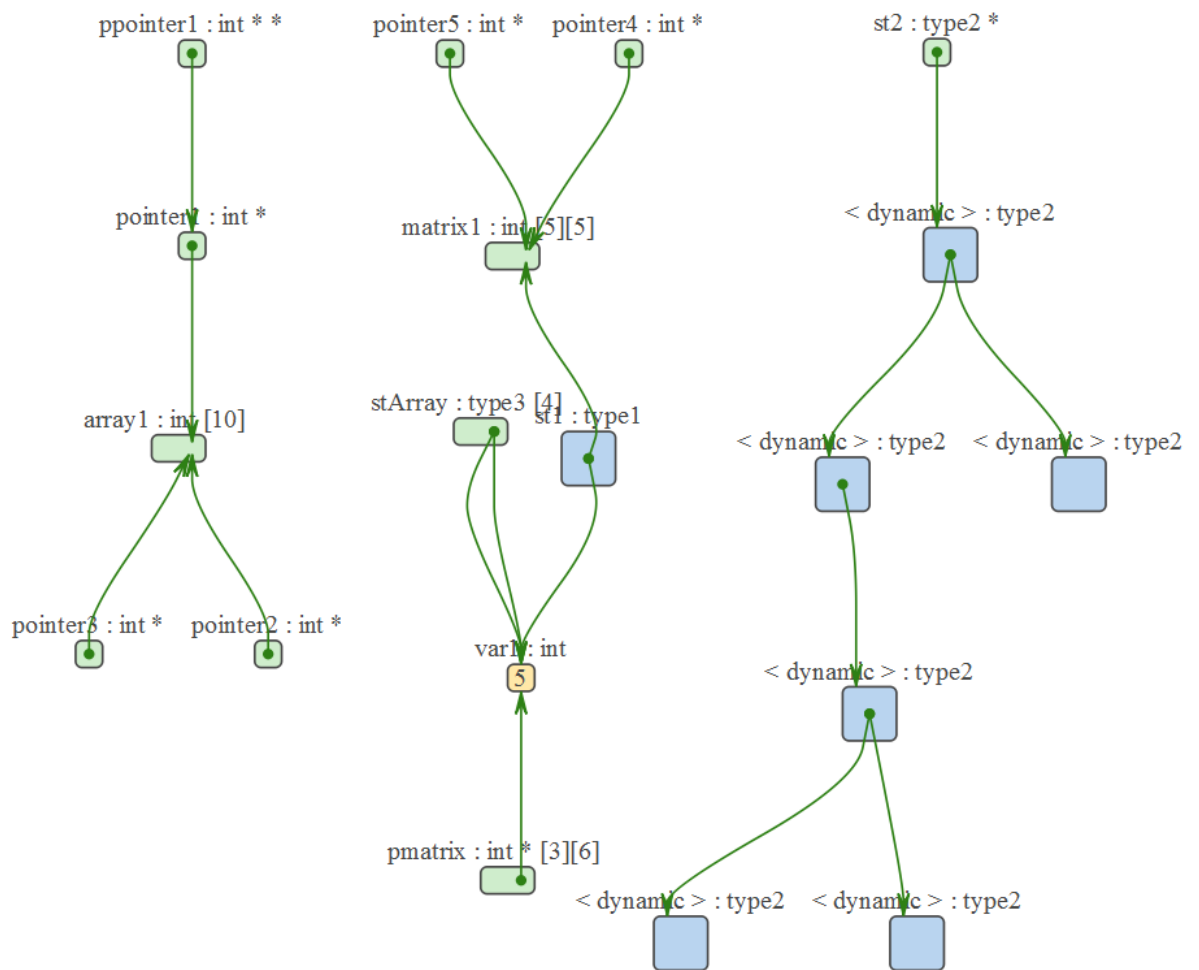 ppointer1 : int * *
pointer5 : int *
pointer4 : int *
st2 : type2 *
pointer1 : int *
matrix1 : int [5][5]
< dynamic > : type2
array1 : int [10]
stArray : type3 [4]
st1 : type1
< dynamic > : type2
< dynamic > : type2
pointer3 : int *
pointer2 : int *
var1 : int
5
< dynamic > : type2
pmatrix : int * [3][6]
< dynamic > : type2
< dynamic > : type2